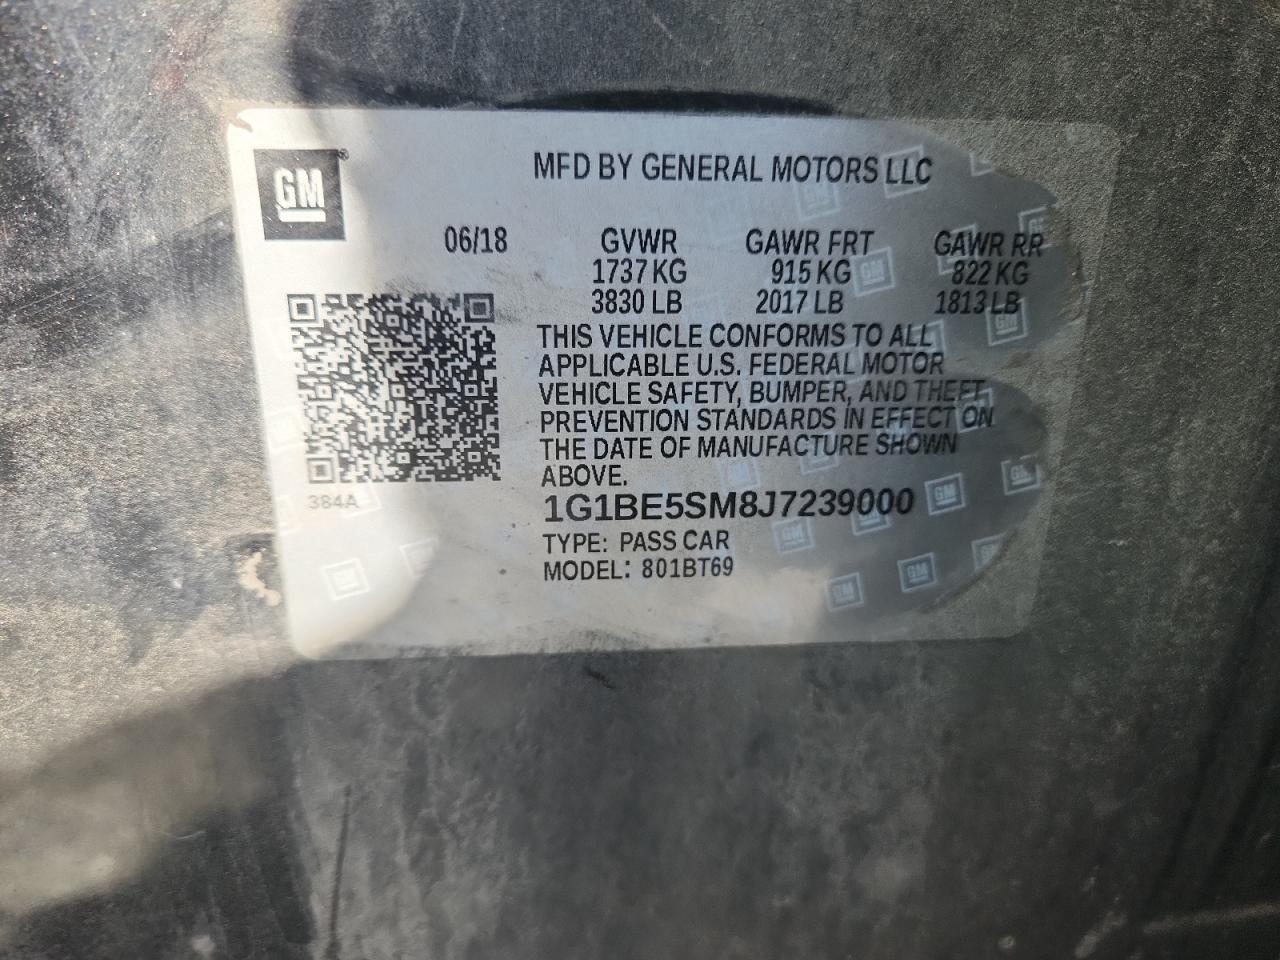 GM
MFD BY GENERAL MOTORS LLC
06/18 GVWR GAWR FRT GAWR RR
1737 KG 915 KG 822 KG
3830 LB 2017 LB 1813 LB
THIS VEHICLE CONFORMS TO ALL
APPLICABLE U.S. FEDERAL MOTOR
VEHICLE SAFETY, BUMPER, AND THEFT
PREVENTION STANDARDS IN EFFECT ON
THE DATE OF MANUFACTURE SHOWN
ABOVE.
384A
1G1BE5SM8J7239000
TYPE: PASS CAR
MODEL: 801BT69